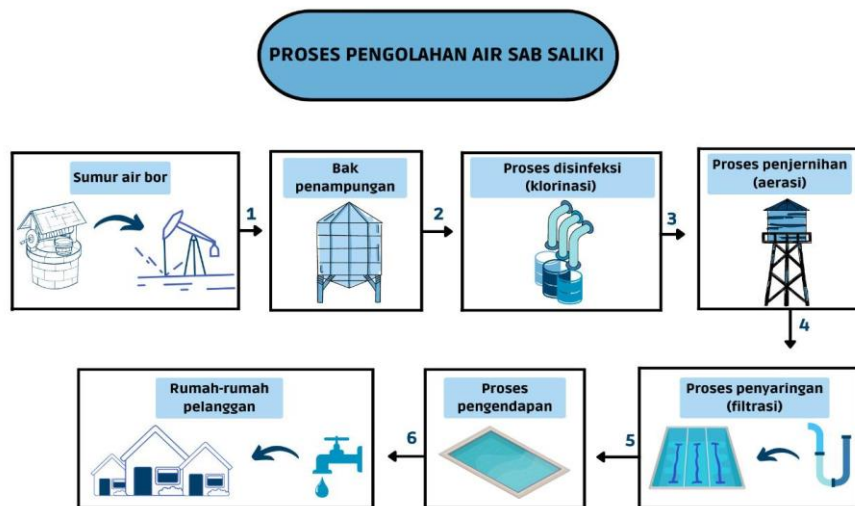 PROSES PENGOLAHAN AIR SAB SALIKI
Sumur air bor
1
Bak
penampungan
2
Proses disinfeksi
(klorinasi)
3
Proses penjernihan
(aerasi)
4
Proses penyaringan
(filtrasi)
5
Proses
pengendapan
6
Rumah-rumah
pelanggan